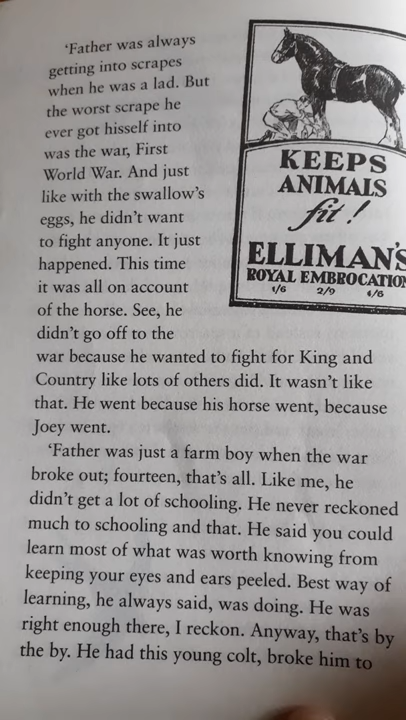 'Father was always
getting into scrapes
when he was a lad. But
the worst scrape he
ever got hisself into
was the war, First
World War. And just
like with the swallow's
eggs, he didn't want
to fight anyone. It just
happened. This time
it was all on account
of the horse. See, he
didn't go off to the
war because he wanted to fight for King and
Country like lots of others did. It wasn't like
that. He went because his horse went, because
Joey went.
'Father was just a farm boy when the war
broke out; fourteen, that's all. Like me, he
didn't get a lot of schooling. He never reckoned
much to schooling and that. He said you could
learn most of what was worth knowing from
keeping your eyes and ears peeled. Best way of
learning, he always said, was doing. He was
right enough there, I reckon. Anyway, that's by
the by. He had this young colt, broke him to
KEEPS
ANIMALS
fit!
ELLIMAN'S
ROYAL EMBROCATION
1/6 2/9 4/6